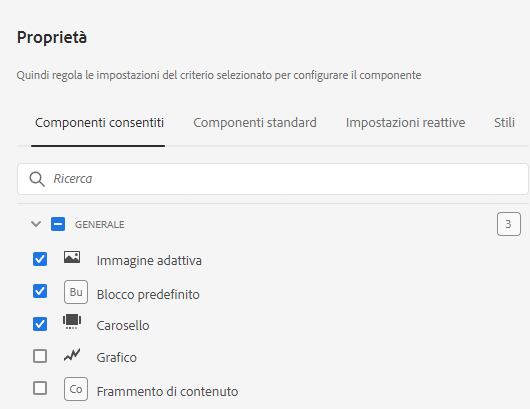 Proprietà
Quindi regola le impostazioni del criterio selezionato per configurare il componente
Componenti consentiti Componenti standard Impostazioni reattive Stili
Ricerca
GENERALE 3
Immagine adattiva
Bu Blocco predefinito
Carosello
Grafico
Co Frammento di contenuto